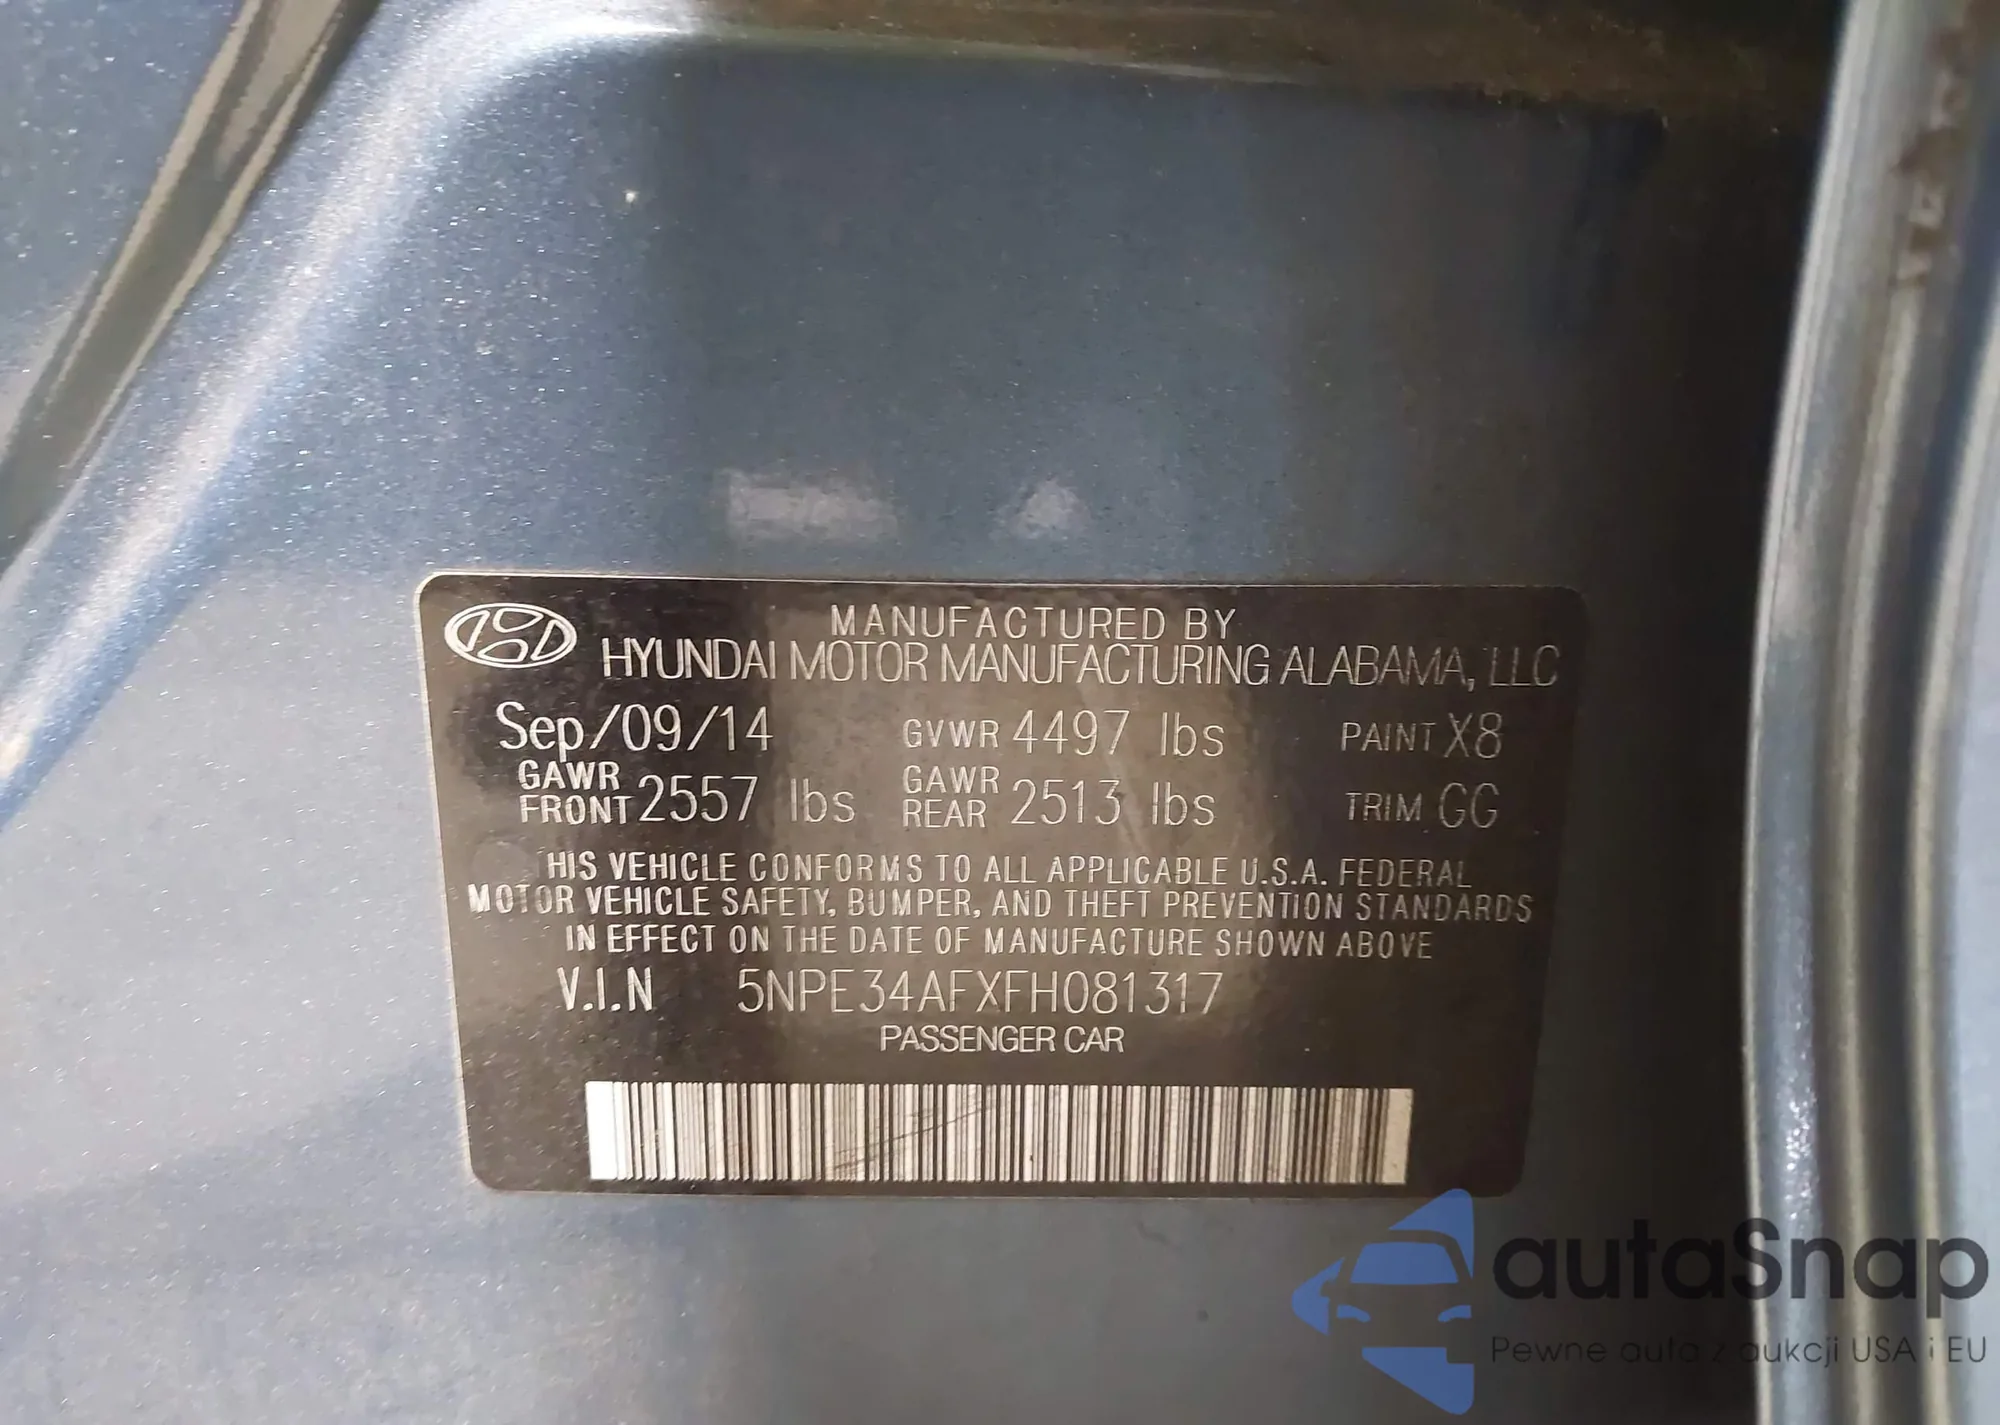 MANUFACTURED BY
HYUNDAI MOTOR MANUFACTURING ALABAMA, LLC
Sep/09/14 GVWR 4497 lbs PAINT X8
GAWR FRONT 2557 lbs GAWR REAR 2513 lbs TRIM GG
HIS VEHICLE CONFORMS TO ALL APPLICABLE U.S.A. FEDERAL
MOTOR VEHICLE SAFETY, BUMPER, AND THEFT PREVENTION STANDARDS
IN EFFECT ON THE DATE OF MANUFACTURE SHOWN ABOVE
V.I.N 5NPE34AFXFH081317
PASSENGER CAR
autaSnap
Pewne auto z aukcji USA i EU